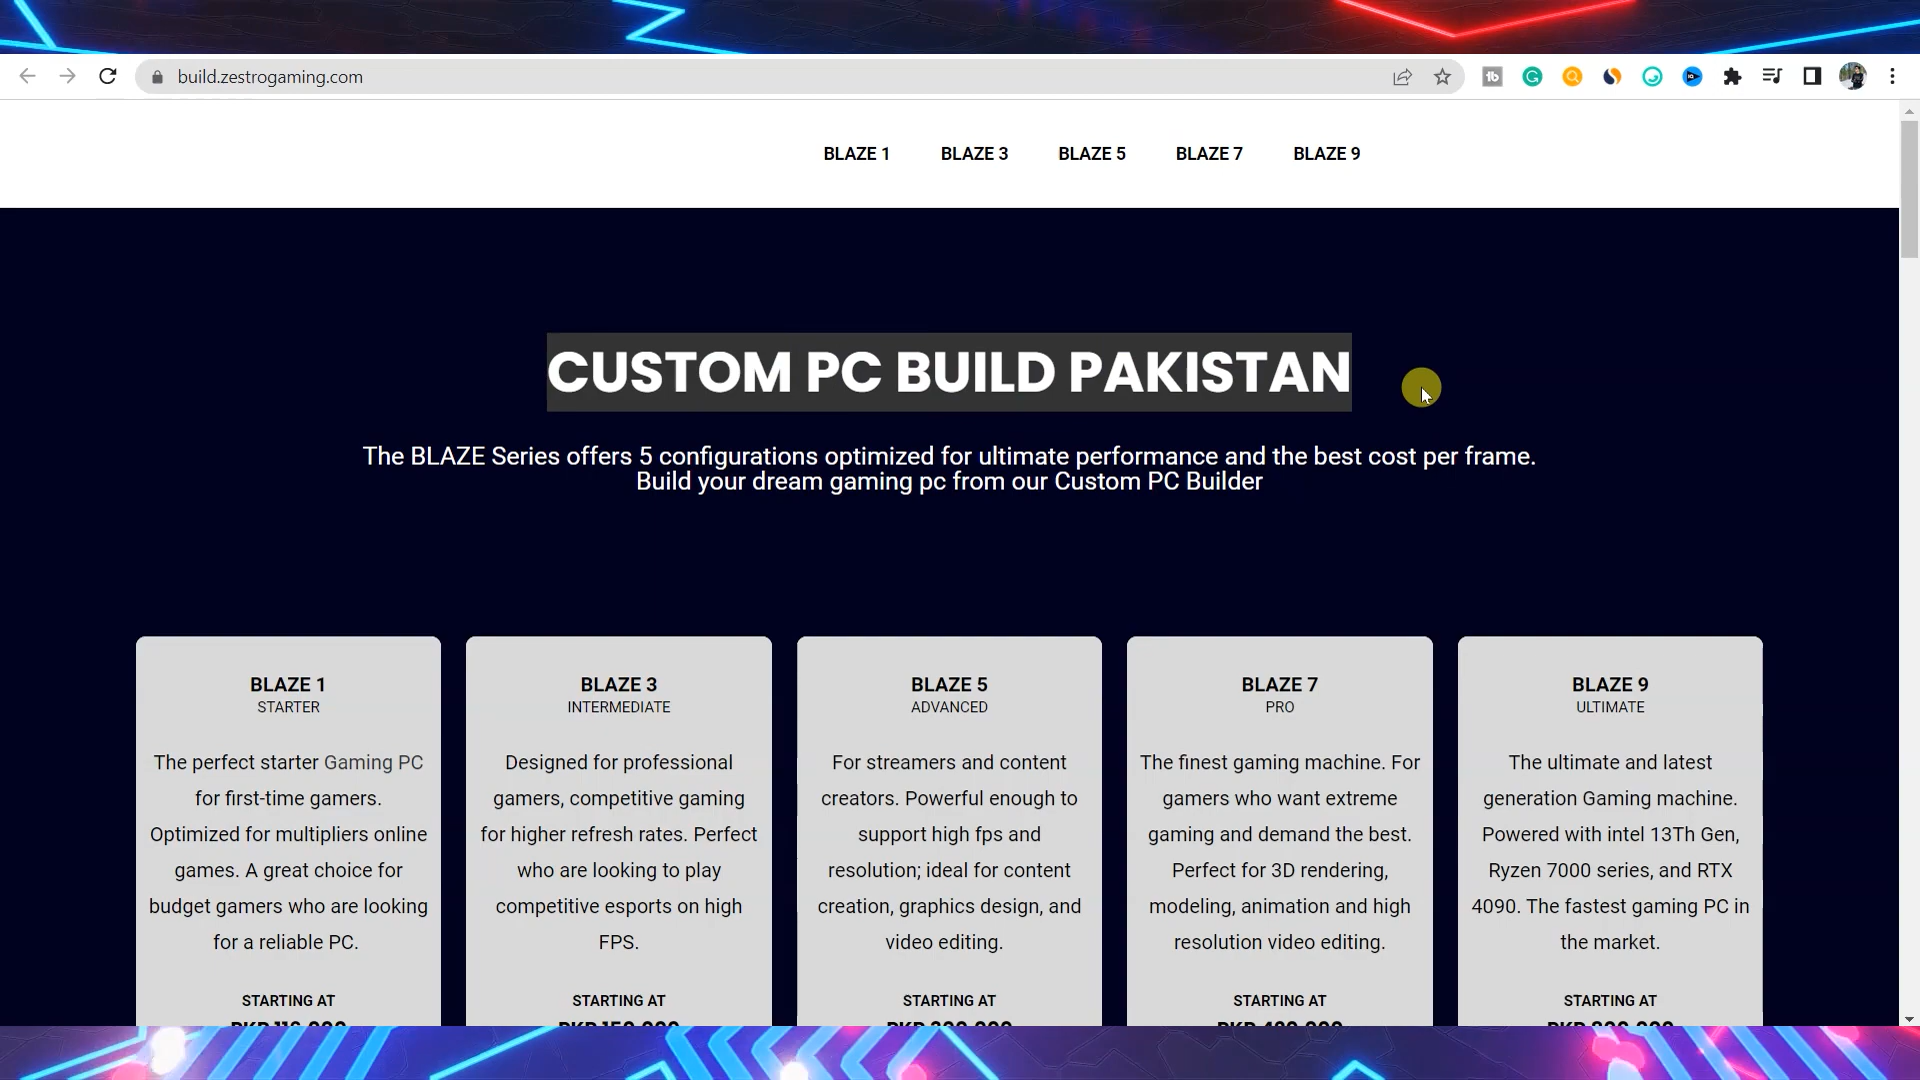 build.zestrogaming.com
BLAZE 1 BLAZE 3 BLAZE 5 BLAZE 7 BLAZE 9
CUSTOM PC BUILD PAKISTAN
The BLAZE Series offers 5 configurations optimized for ultimate performance and the best cost per frame.
Build your dream gaming pc from our Custom PC Builder
BLAZE 1
STARTER
The perfect starter Gaming PC
for first-time gamers.
Optimized for multipliers online
games. A great choice for
budget gamers who are looking
for a reliable PC.
STARTING AT
BLAZE 3
INTERMEDIATE
Designed for professional
gamers, competitive gaming
for higher refresh rates. Perfect
who are looking to play
competitive esports on high
FPS.
STARTING AT
BLAZE 5
ADVANCED
For streamers and content
creators. Powerful enough to
support high fps and
resolution; ideal for content
creation, graphics design, and
video editing.
STARTING AT
BLAZE 7
PRO
The finest gaming machine. For
gamers who want extreme
gaming and demand the best.
Perfect for 3D rendering,
modeling, animation and high
resolution video editing.
STARTING AT
BLAZE 9
ULTIMATE
The ultimate and latest
generation Gaming machine.
Powered with intel 13Th Gen,
Ryzen 7000 series, and RTX
4090. The fastest gaming PC in
the market.
STARTING AT